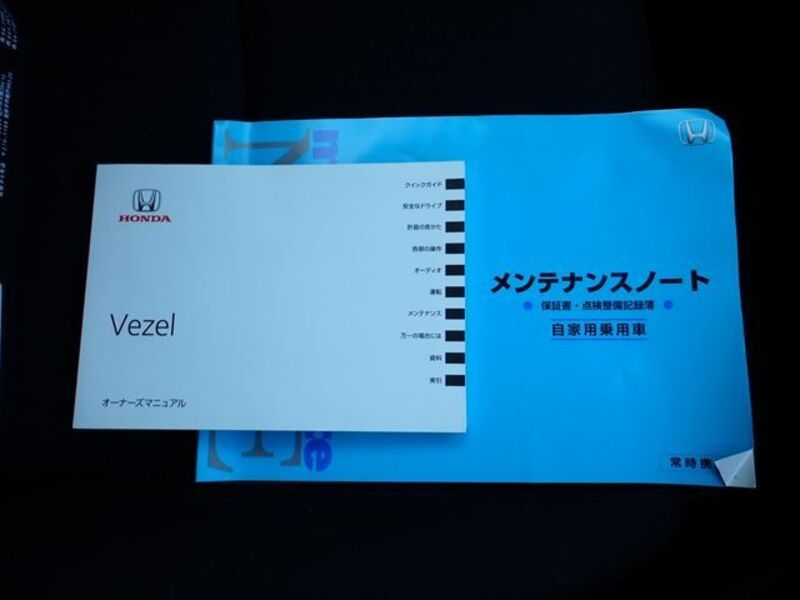 HONDA
Vezel
オーナーズマニュアル
クイックガイド
安全なドライブ
計器の見かた
各部の操作
オーディオ
運転
メンテナンス
万一の場合には
資料
索引
メンテナンスノート
保証書・点検整備記録簿
自家用乗用車
常時携